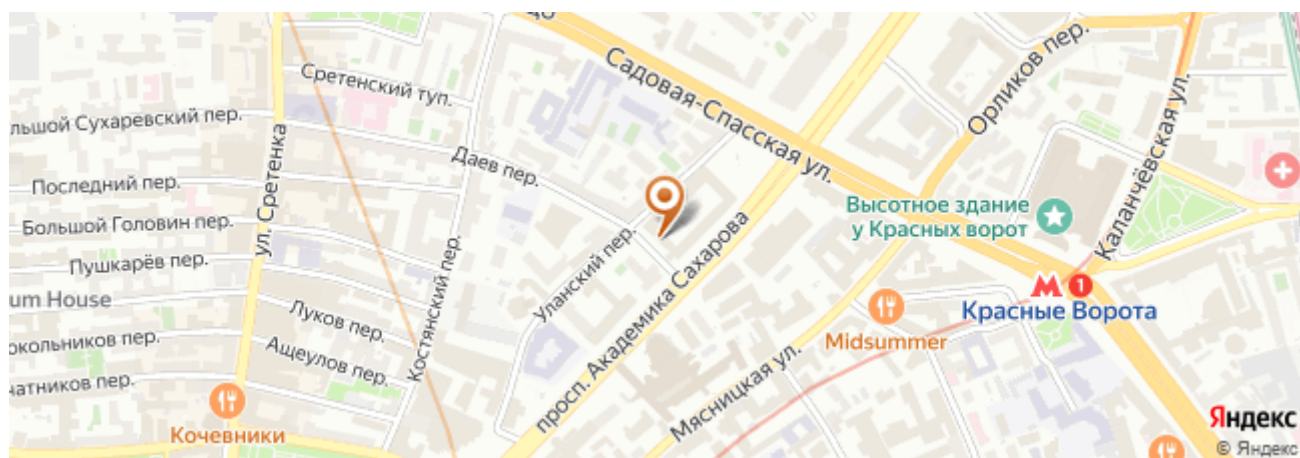 Садовая-Спасская ул.
Орликов пер.
Каланчёвская ул.
Сретенский туп.
льшой Сухаревский пер.
ул. Сретенка
Даев пер.
Последний пер.
Большой Головин пер.
Пушкарёв пер.
um House
Луков пер.
окольников пер.
Ащеулов пер.
чатников пер.
Костянский пер.
Уланский пер.
просп. Академика Сахарова
Мясницкая ул.
Высотное здание
у Красных ворот
1
Красные Ворота
Midsummer
Кочевники
Яндекс
© Яндекс